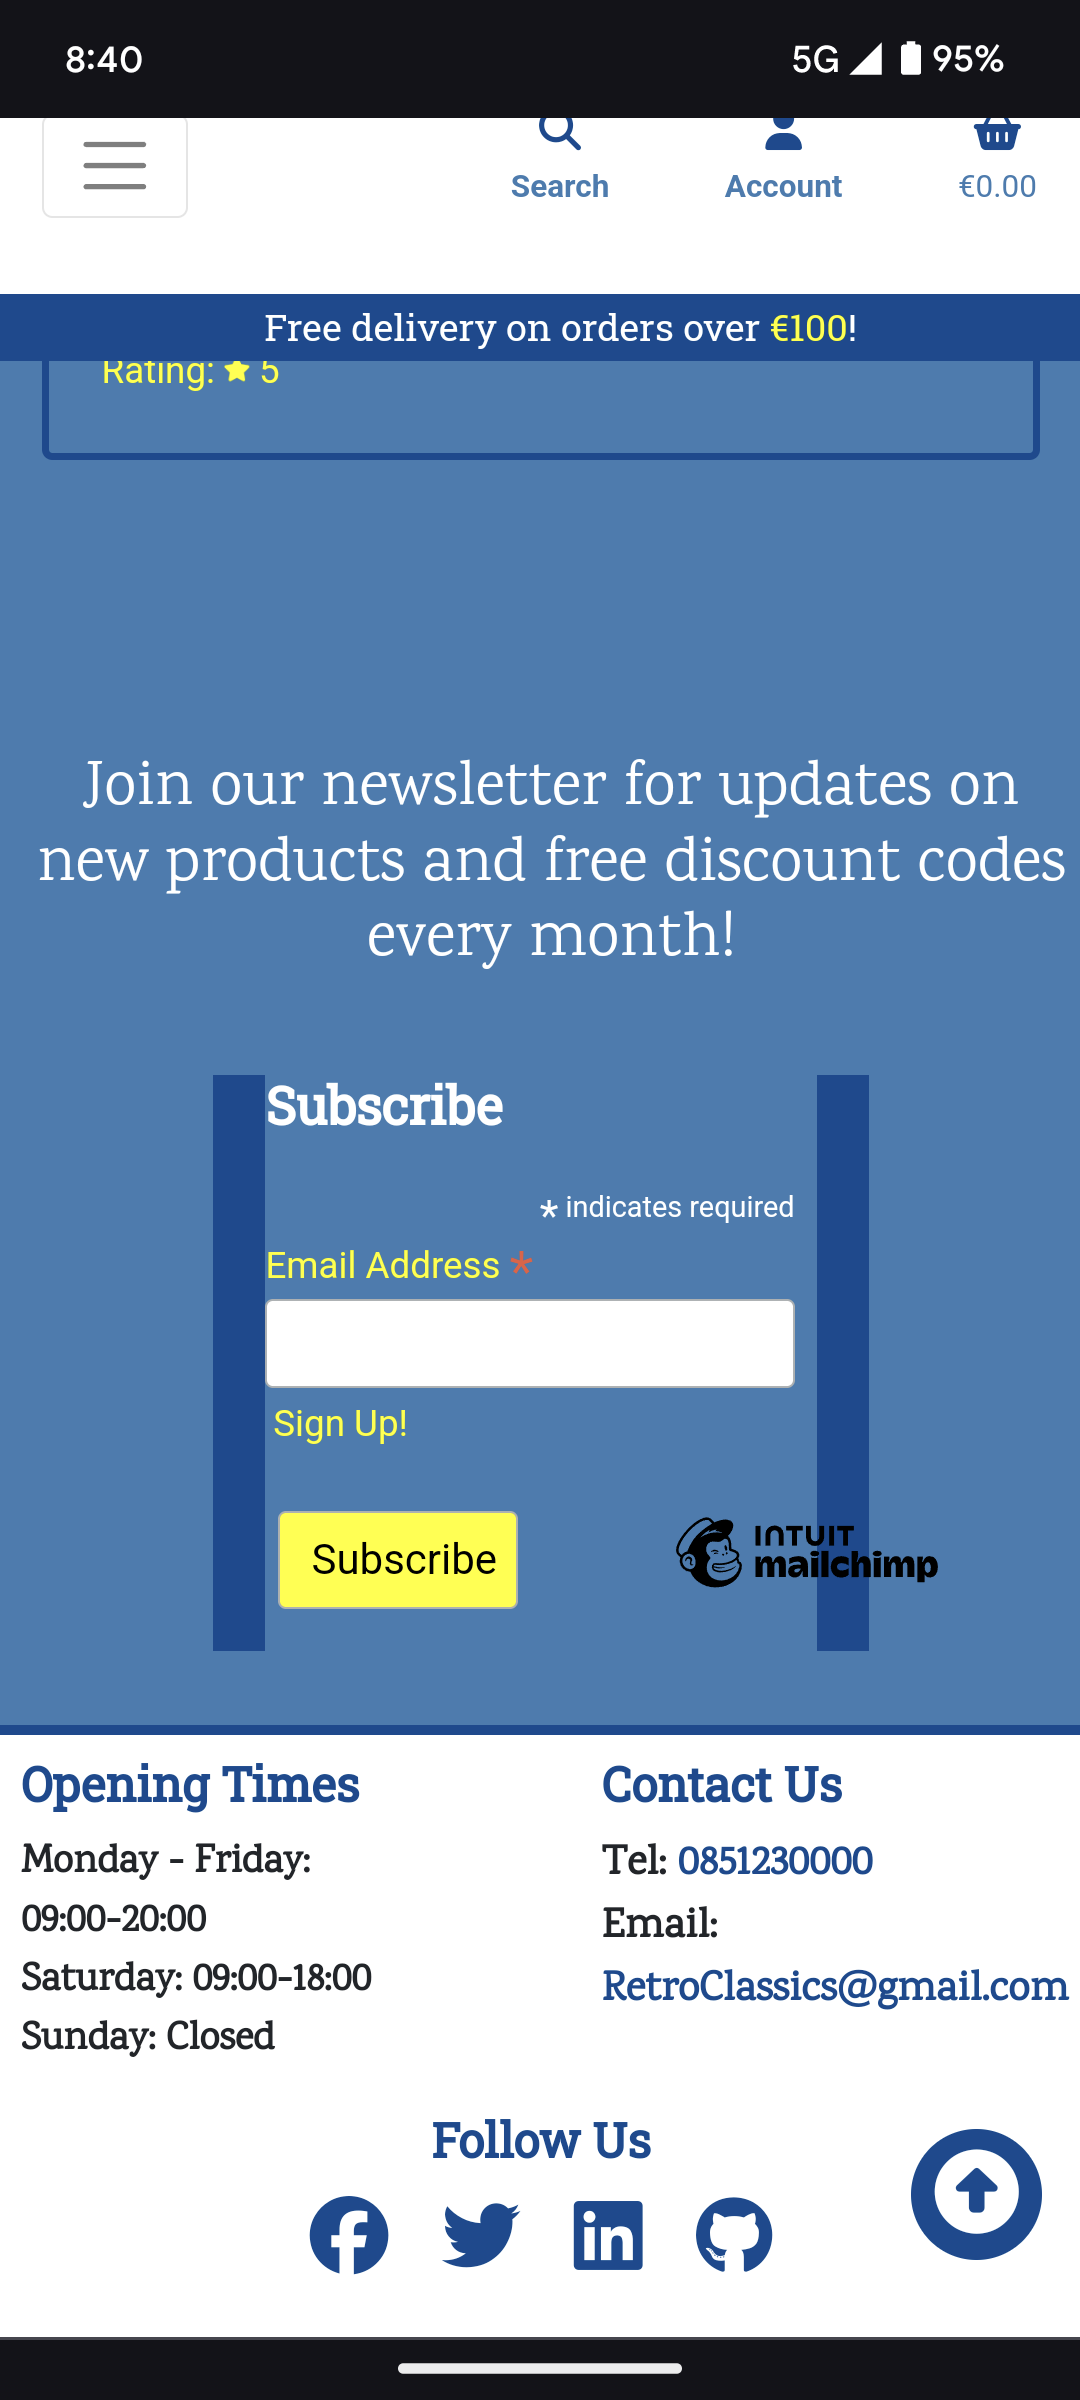 8:40
5G 95%
Search
Account
€0.00
Free delivery on orders over €100!
Rating: 5
Join our newsletter for updates on
new products and free discount codes
every month!
Subscribe
* indicates required
Email Address *
Sign Up!
Subscribe
INTUIT
mailchimp
Opening Times
Monday - Friday:
09:00-20:00
Saturday: 09:00-18:00
Sunday: Closed
Contact Us
Tel: 0851230000
Email:
RetroClassics@gmail.com
Follow Us